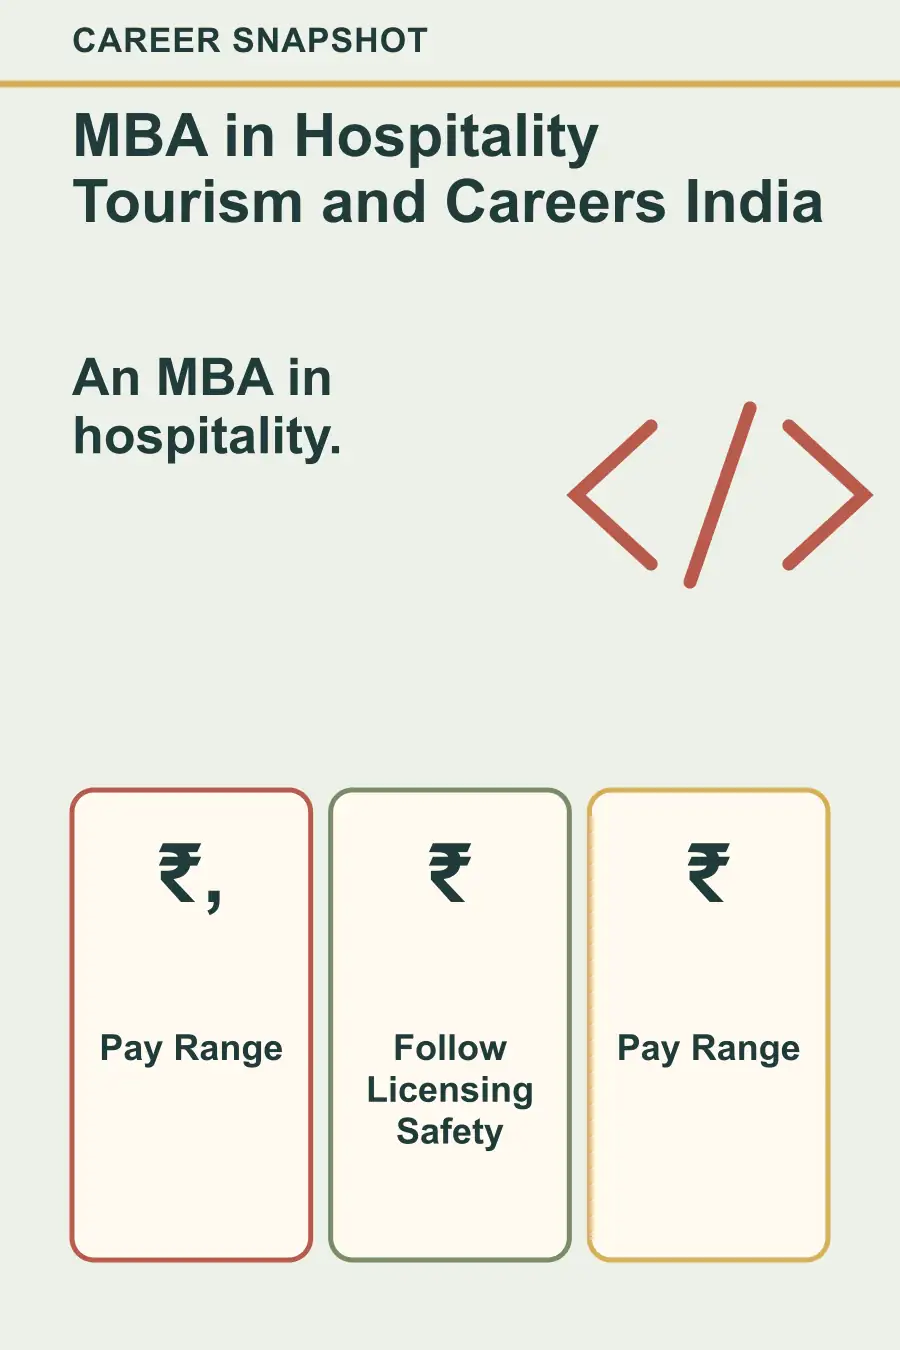 CAREER SNAPSHOT
MBA in Hospitality
Tourism and Careers India
An MBA in
hospitality.
₹,
Pay Range
₹
Follow
Licensing
Safety
₹
Pay Range